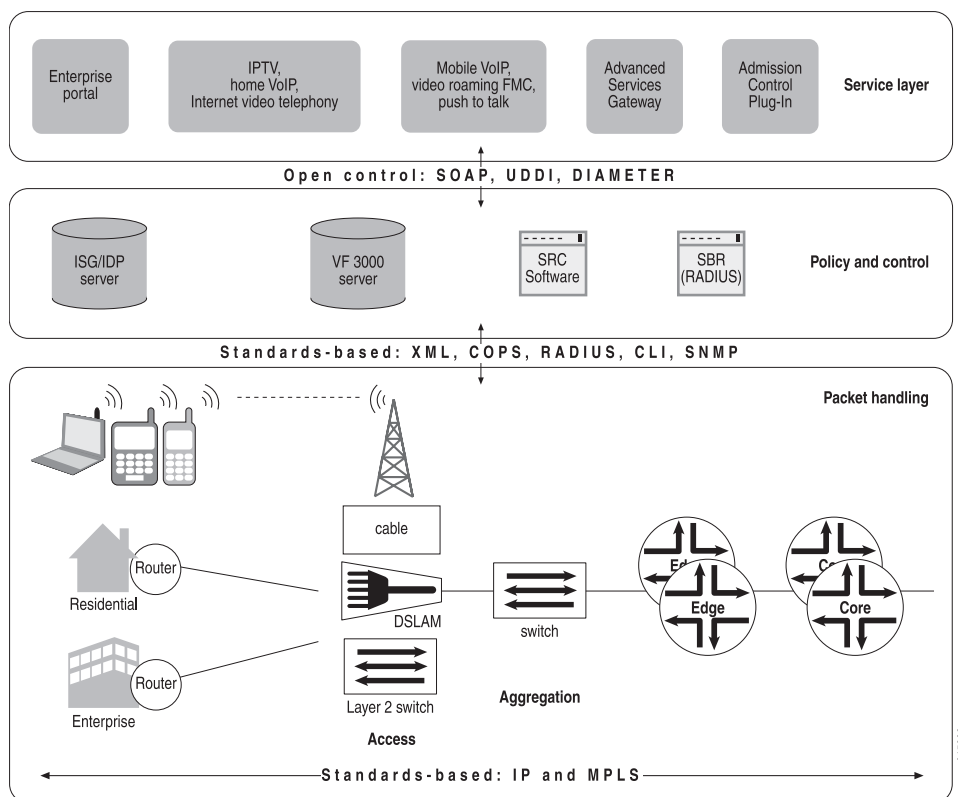 Enterprise
portal
IPTV,
home VoIP,
Internet video telephony
Mobile VoIP,
video roaming FMC,
push to talk
Advanced
Services
Gateway
Admission
Control
Plug-In
Service layer
Open control: SOAP, UDDI, DIAMETER
ISG/IDP
server
VF 3000
server
SRC
Software
SBR
(RADIUS)
Policy and control
Standards-based: XML, COPS, RADIUS, CLI, SNMP
Packet handling
cable
Router
Residential
DSLAM
switch
Edge
Core
Router
Enterprise
Layer 2 switch
Aggregation
Access
Standards-based: IP and MPLS